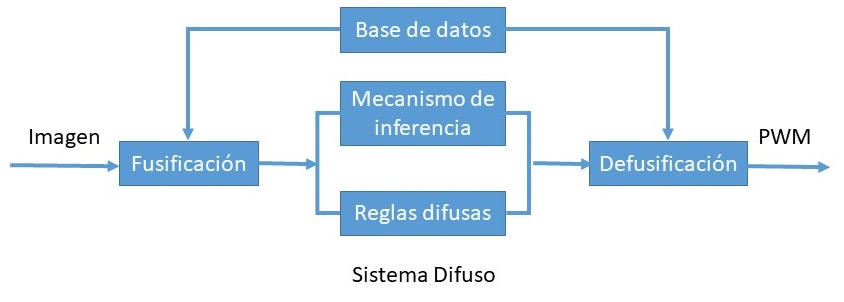 Base de datos
Mecanismo de
inferencia
Imagen
PWM
Fusificación
Defusificación
Reglas difusas
Sistema Difuso